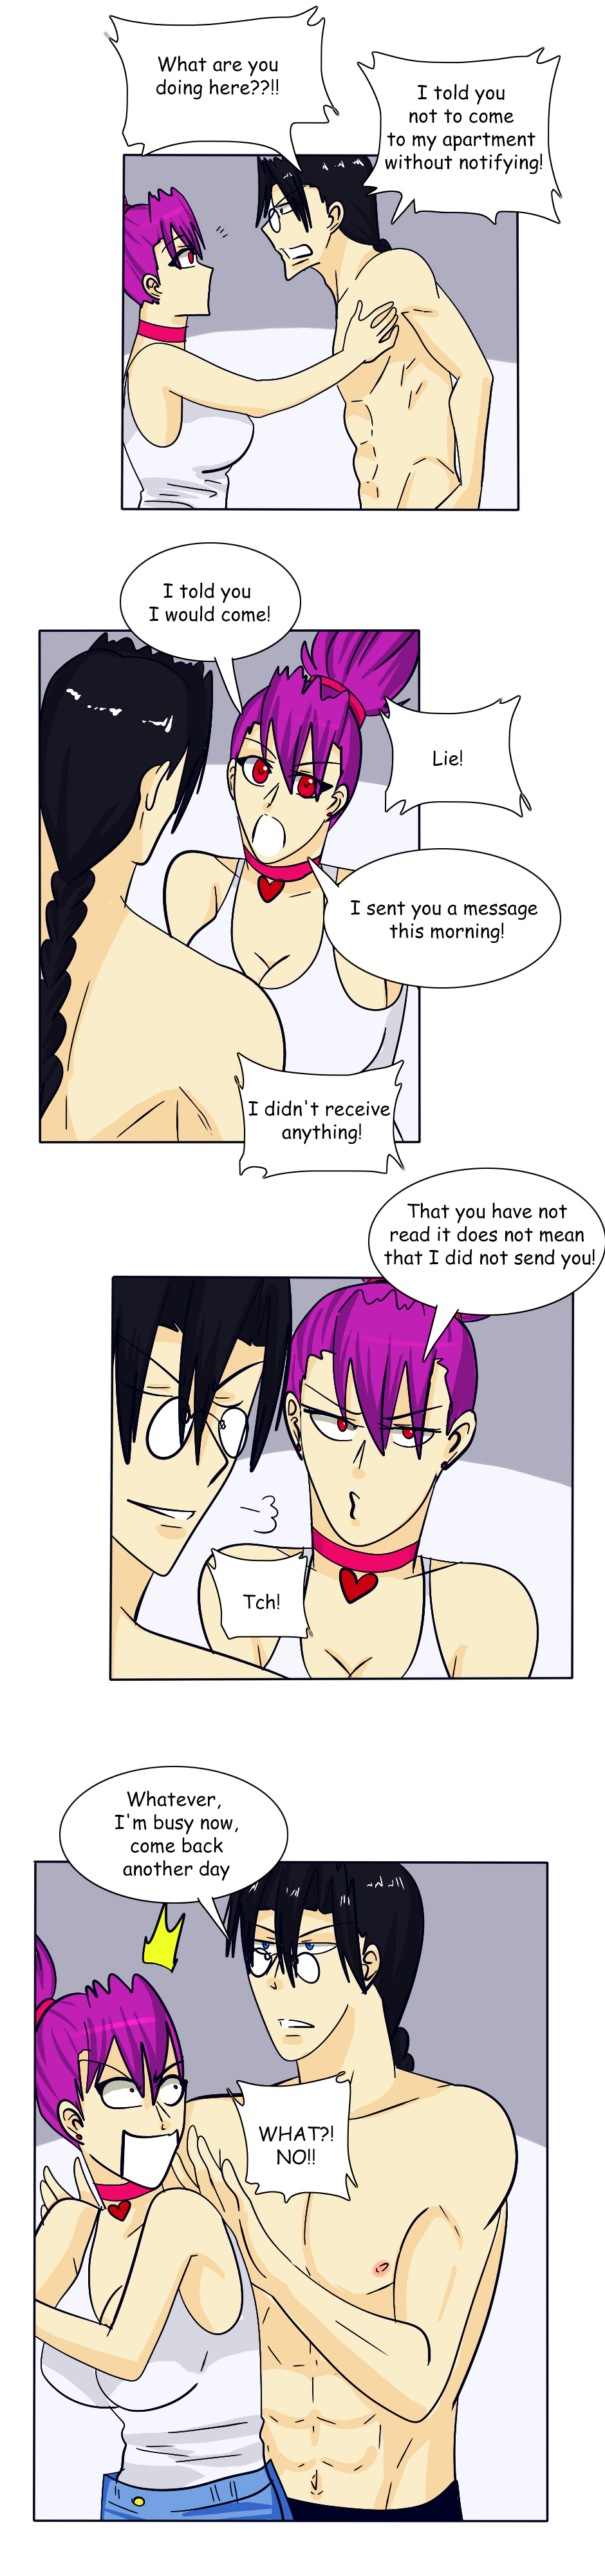 What are you
doing here??!!
I told you
not to come
to my apartment
without notifying!
I told you
I would come!
Lie!
I sent you a message
this morning!
I didn't receive
anything!
That you have not
read it does not mean
that I did not send you!
Tch!
Whatever,
I'm busy now,
come back
another day
WHAT?!
NO!!